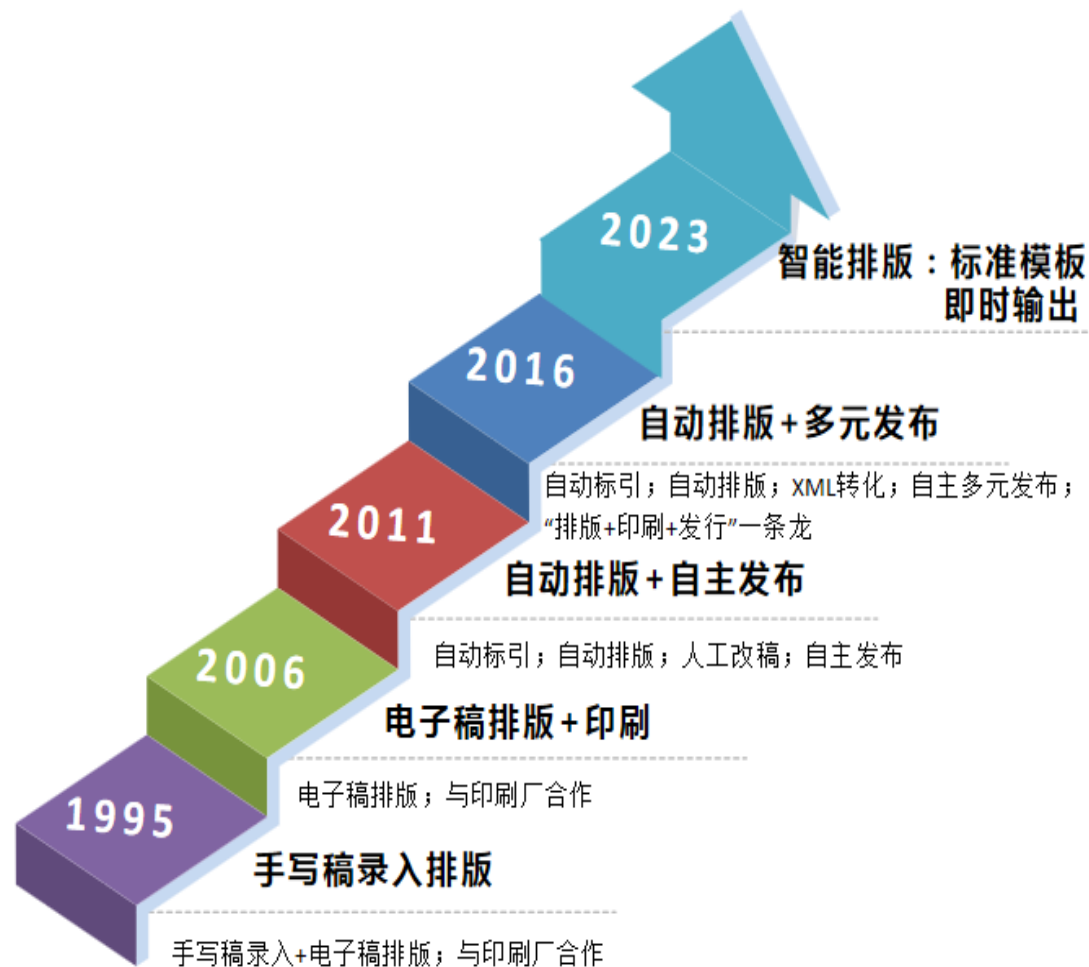 2023
智能排版：标准模板
即时输出
2016
自动排版+多元发布
自动标引；自动排版；XML转化；自主多元发布；
“排版+印刷+发行”一条龙
2011
自动排版+自主发布
自动标引；自动排版；人工改稿；自主发布
2006
电子稿排版+印刷
电子稿排版；与印刷厂合作
1995
手写稿录入排版
手写稿录入+电子稿排版；与印刷厂合作